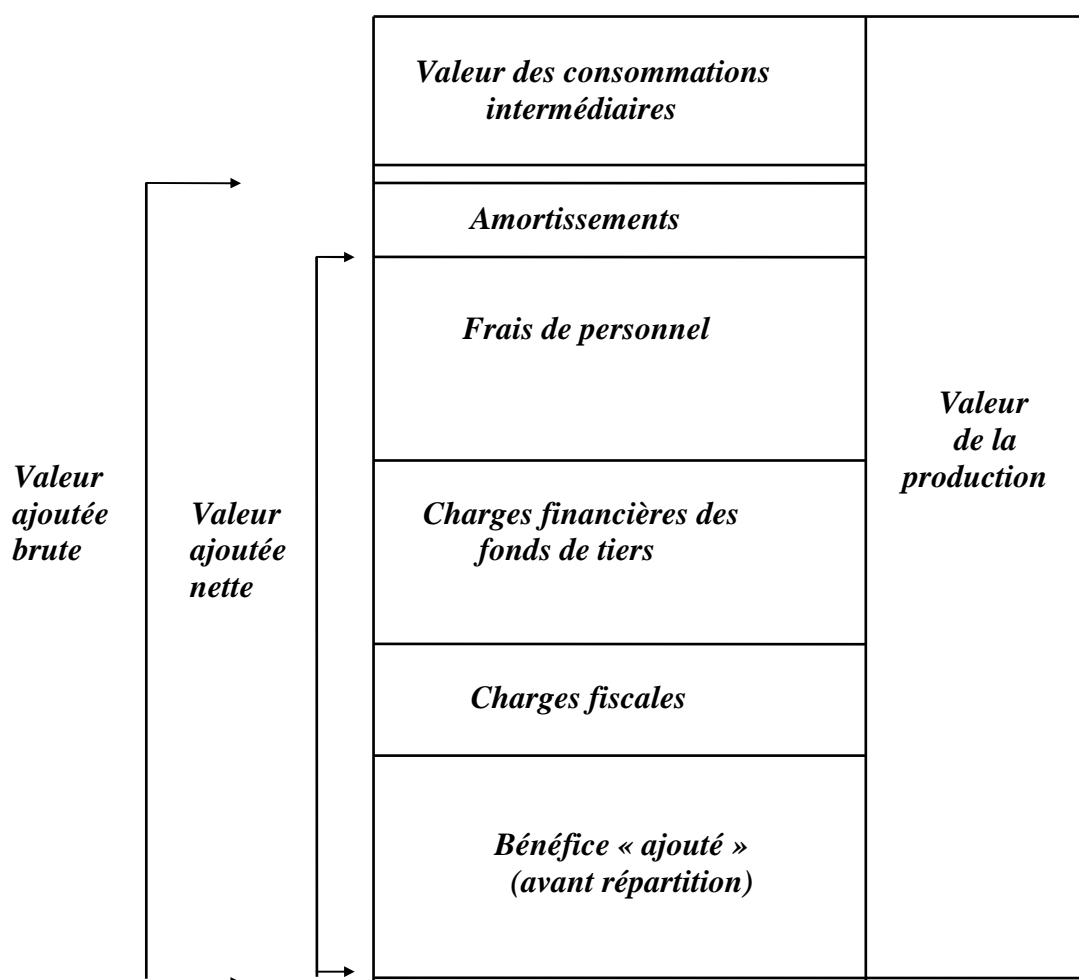 Valeur des consommations
intermédiaires
Amortissements
Frais de personnel
Valeur
de la
production
Valeur
ajoutée
brute
Valeur
ajoutée
nette
Charges financières des
fonds de tiers
Charges fiscales
Bénéfice « ajouté »
(avant répartition)